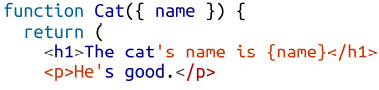 function Cat({ name }) {
  return (
    <h1>The cat's name is {name}</h1>
    <p>He's good.</p>